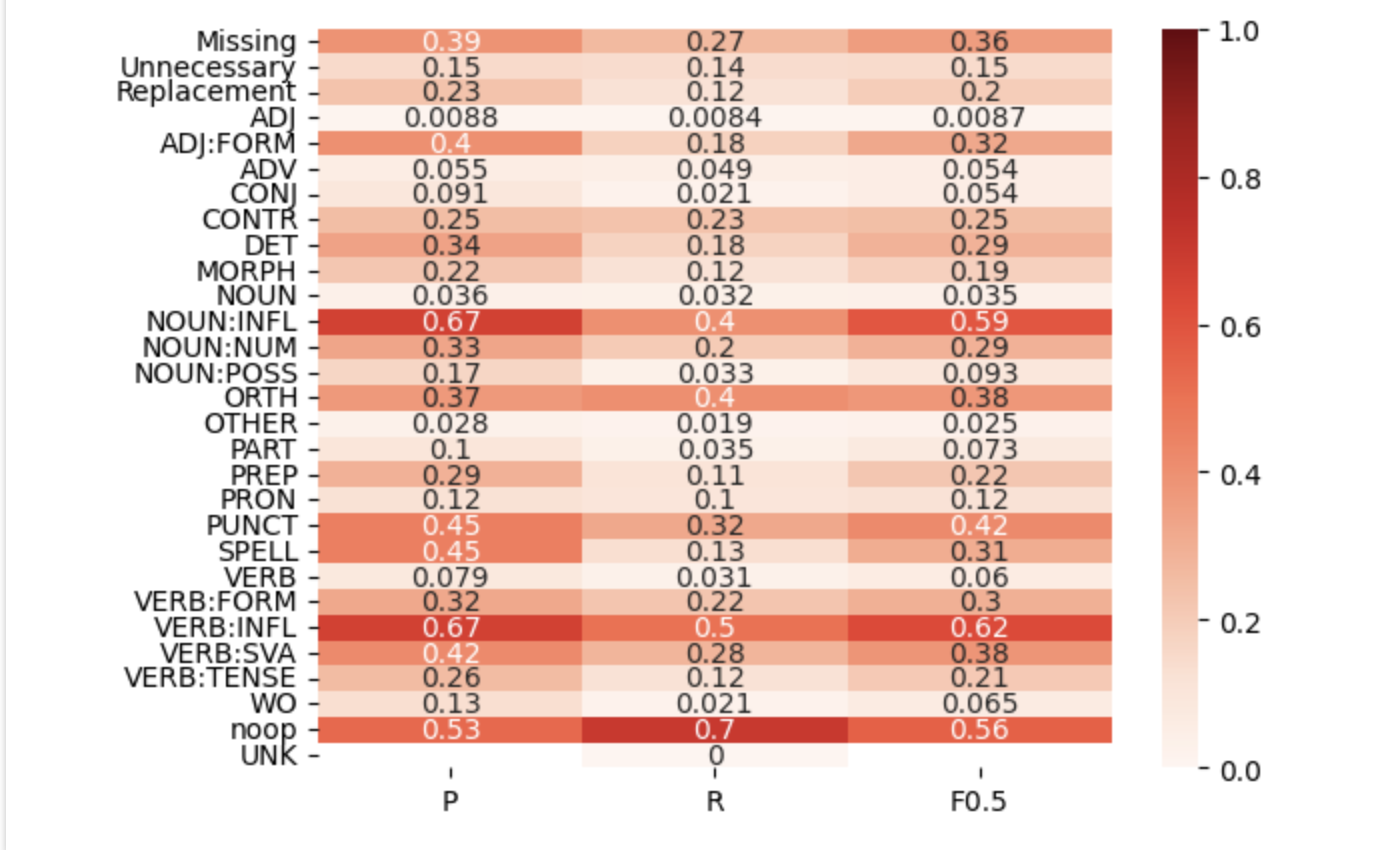 Missing 0.39 0.27 0.36 1.0
Unnecessary 0.15 0.14 0.15
Replacement 0.23 0.12 0.2
ADJ 0.0088 0.0084 0.0087
ADJ:FORM 0.4 0.18 0.32
ADV 0.055 0.049 0.054 0.8
CONJ 0.091 0.021 0.054
CONTR 0.25 0.23 0.25
DET 0.34 0.18 0.29
MORPH 0.22 0.12 0.19
NOUN 0.036 0.032 0.035
NOUN:INFL 0.67 0.4 0.59 0.6
NOUN:NUM 0.33 0.2 0.29
NOUN:POSS 0.17 0.033 0.093
ORTH 0.37 0.4 0.38
OTHER 0.028 0.019 0.025
PART 0.1 0.035 0.073
PREP 0.29 0.11 0.22 0.4
PRON 0.12 0.1 0.12
PUNCT 0.45 0.32 0.42
SPELL 0.45 0.13 0.31
VERB 0.079 0.031 0.06
VERB:FORM 0.32 0.22 0.3
VERB:INFL 0.67 0.5 0.62 0.2
VERB:SVA 0.42 0.28 0.38
VERB:TENSE 0.26 0.12 0.21
WO 0.13 0.021 0.065
noop 0.53 0.7 0.56
UNK 0 0.0
P R F0.5